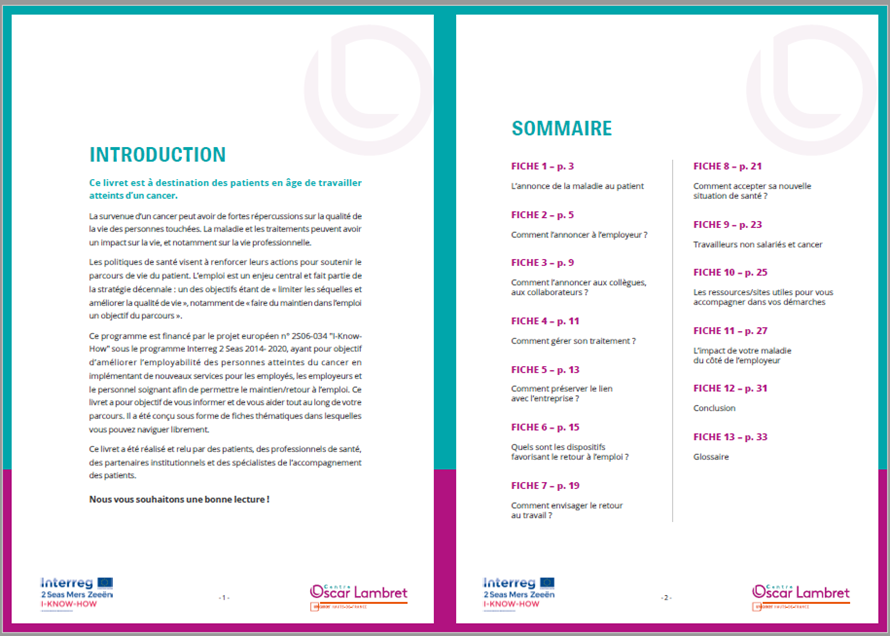 INTRODUCTION
Ce livret est à destination des patients en âge de travailler
atteints d'un cancer.
La survenue d'un cancer peut avoir de fortes répercussions sur la qualité de
la vie des personnes touchées. La maladie et les traitements peuvent avoir
un impact sur la vie, et notamment sur la vie professionnelle.
Les politiques de santé visent à renforcer leurs actions pour soutenir le
parcours de vie du patient. L'emploi est un enjeu central et fait partie de
la stratégie décennale : un des objectifs étant de « limiter les séquelles et
améliorer la qualité de vie », notamment de « faire du maintien dans l'emploi
un objectif du parcours ».
Ce programme est financé par le projet européen n° 2S06-034 "I-Know-
How" sous le programme Interreg 2 Seas 2014- 2020, ayant pour objectif
d'améliorer l'employabilité des personnes atteintes du cancer en
implémentant de nouveaux services pour les employés, les employeurs et
le personnel soignant afin de permettre le maintien/retour à l'emploi. Ce
livret a pour objectif de vous informer et de vous aider tout au long de votre
parcours. Il a été conçu sous forme de fiches thématiques dans lesquelles
vous pouvez naviguer librement.
Ce livret a été réalisé et relu par des patients, des professionnels de santé,
des partenaires institutionnels et des spécialistes de l'accompagnement
des patients.
Nous vous souhaitons une bonne lecture !
Interreg
2 Seas Mers Zeeën
I-KNOW-HOW
- 1 -
Centre
Oscar Lambret
SOMMAIRE
FICHE 1 – p. 3
L'annonce de la maladie au patient
FICHE 2 – p. 5
Comment l'annoncer à l'employeur ?
FICHE 3 – p. 9
Comment l'annoncer aux collègues,
aux collaborateurs ?
FICHE 4 – p. 11
Comment gérer son traitement ?
FICHE 5 – p. 13
Comment préserver le lien
avec l'entreprise ?
FICHE 6 – p. 15
Quels sont les dispositifs
favorisant le retour à l'emploi ?
FICHE 7 – p. 19
Comment envisager le retour
au travail ?
FICHE 8 – p. 21
Comment accepter sa nouvelle
situation de santé ?
FICHE 9 – p. 23
Travailleurs non salariés et cancer
FICHE 10 – p. 25
Les ressources/sites utiles pour vous
accompagner dans vos démarches
FICHE 11 – p. 27
L'impact de votre maladie
du côté de l'employeur
FICHE 12 – p. 31
Conclusion
FICHE 13 – p. 33
Glossaire
Interreg
2 Seas Mers Zeeën
I-KNOW-HOW
- 2 -
Centre
Oscar Lambret